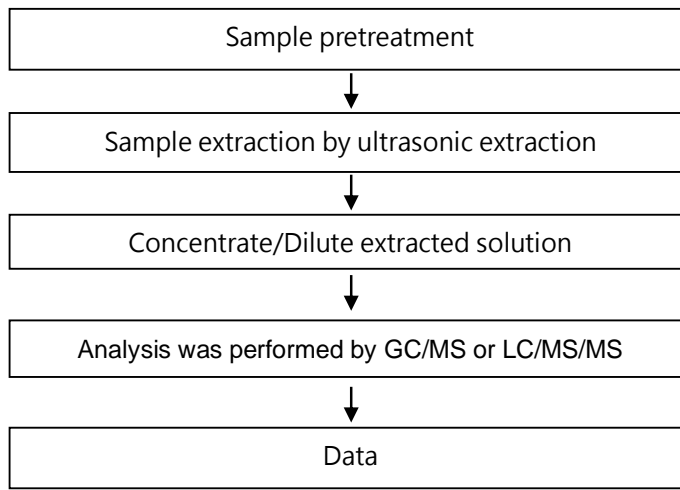 Sample pretreatment
Sample extraction by ultrasonic extraction
Concentrate/Dilute extracted solution
Analysis was performed by GC/MS or LC/MS/MS
Data